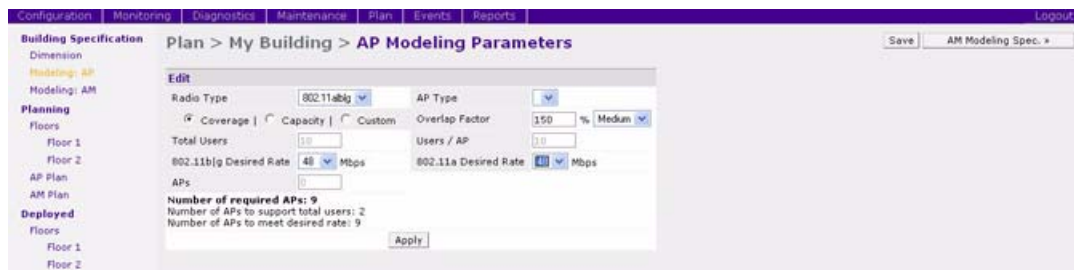 Configuration Monitoring Diagnostics Maintenance Plan Events Reports Logout
Building Specification
Dimension
Modeling: AP
Modeling: AM
Planning
Floors
Floor 1
Floor 2
AP Plan
AM Plan
Deployed
Floors
Floor 1
Floor 2
Plan > My Building > AP Modeling Parameters
Save AM Modeling Spec. »
Edit
Radio Type 802.11a|b|g AP Type
Coverage | Capacity | Custom Overlap Factor 150 % Medium
Total Users 10 Users / AP 10
802.11b|g Desired Rate 48 Mbps 802.11a Desired Rate 48 Mbps
APs 0
Number of required APs: 9
Number of APs to support total users: 2
Number of APs to meet desired rate: 9
Apply